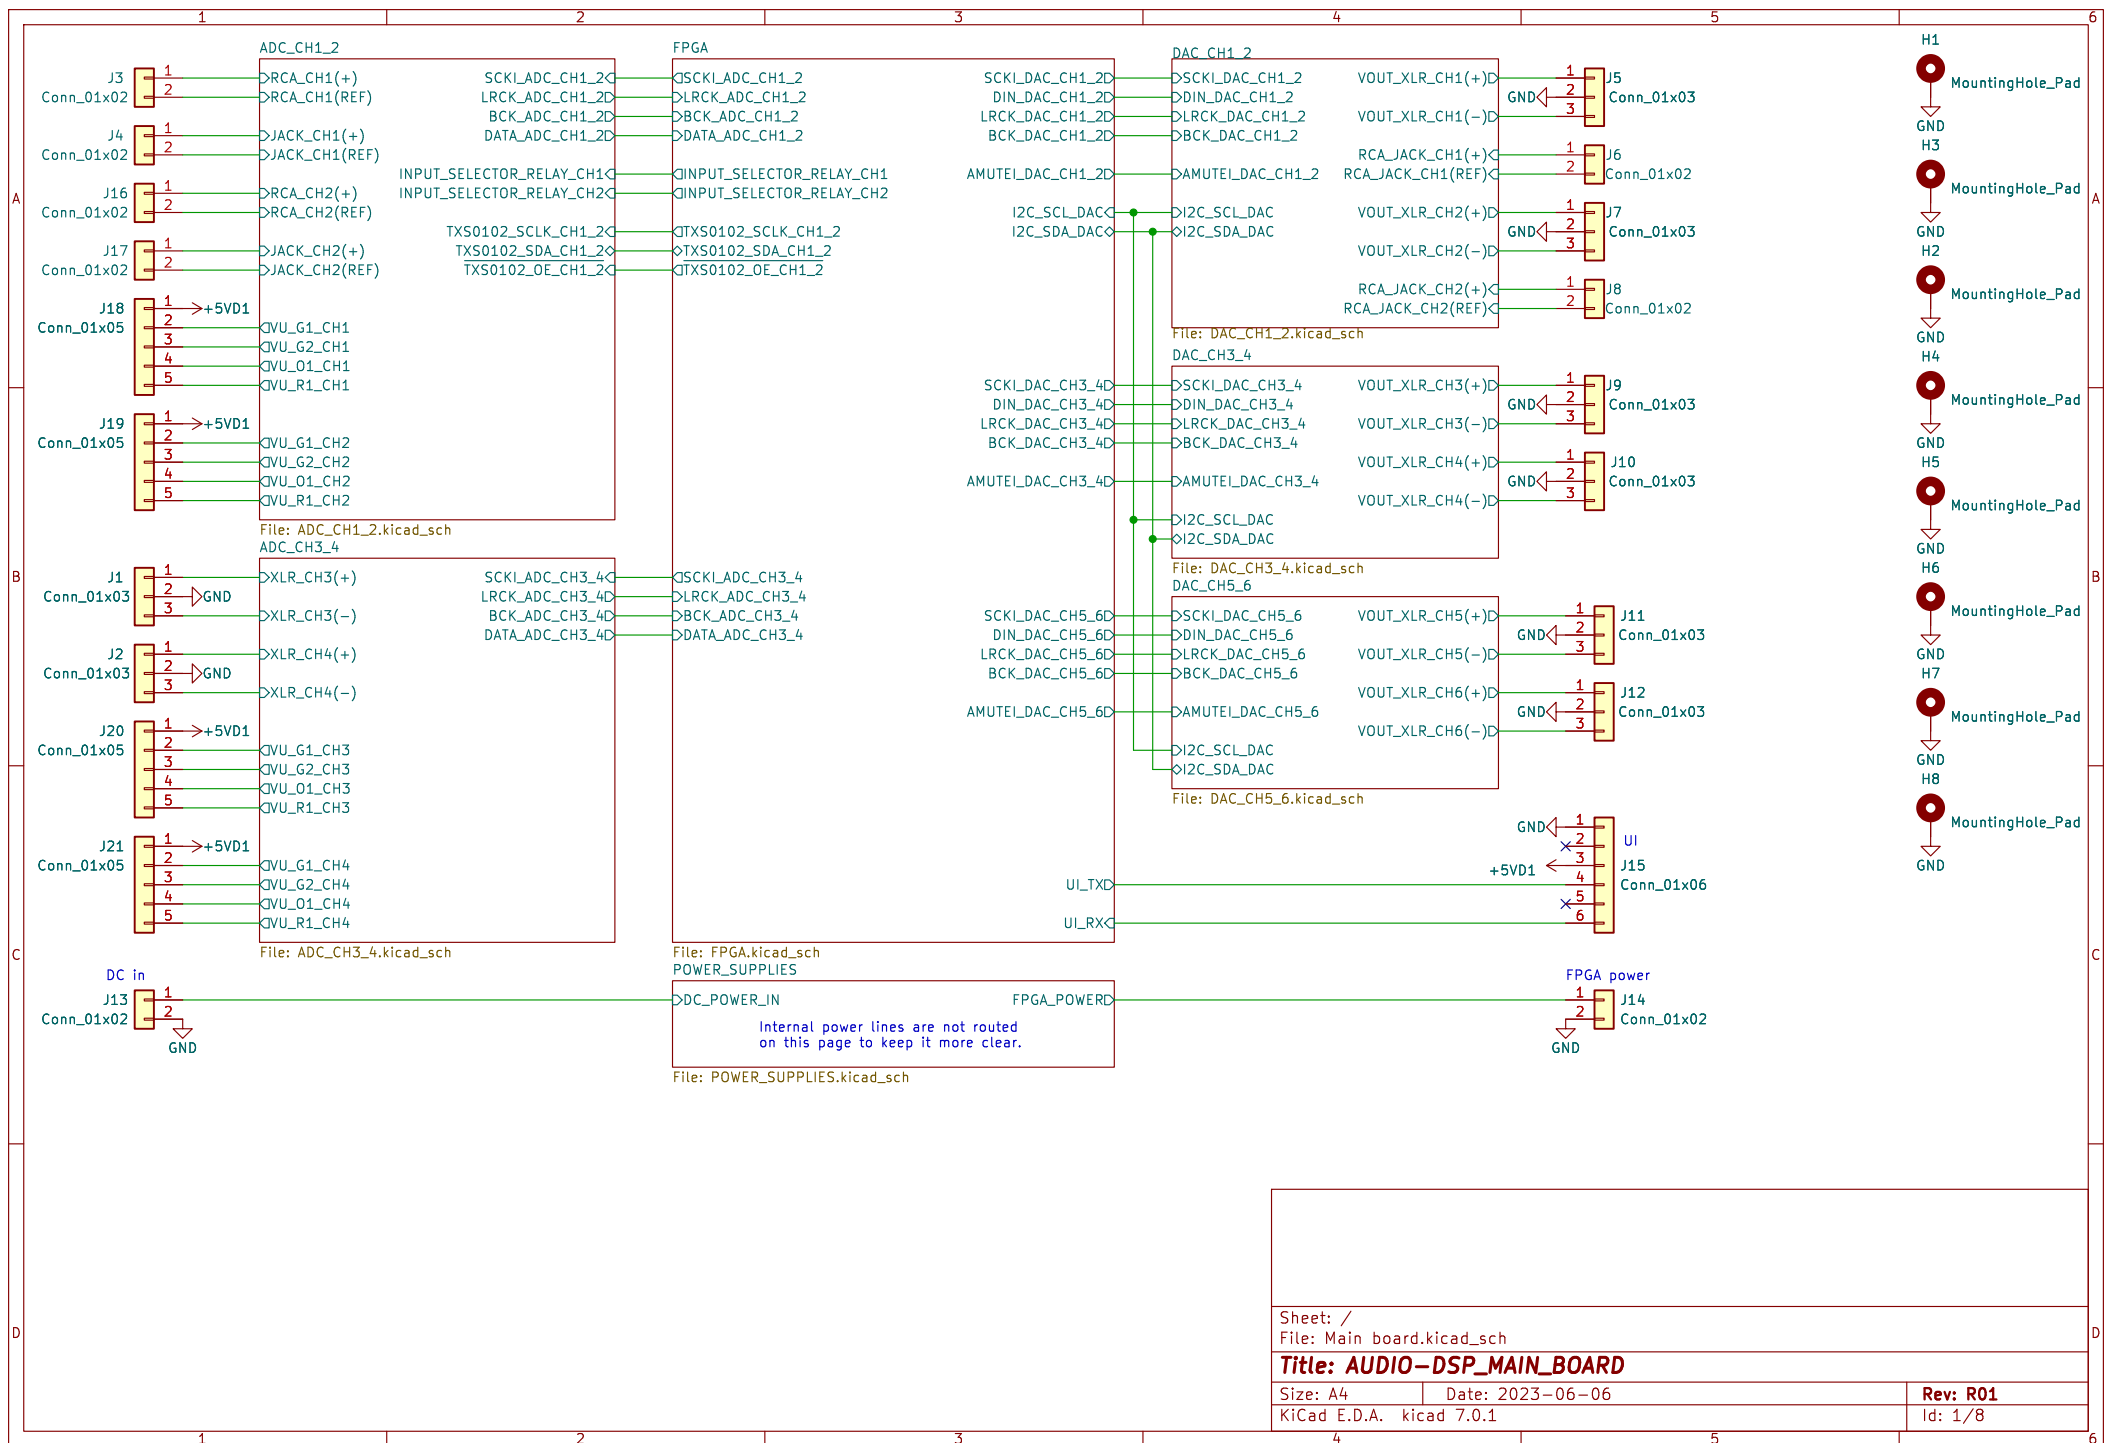 1 2 3 4 5 6
A
B
C
D
ADC_CH1_2
J3
Conn_01x02
1
2
RCA_CH1(+)
RCA_CH1(REF)
J4
Conn_01x02
1
2
JACK_CH1(+)
JACK_CH1(REF)
J16
Conn_01x02
1
2
RCA_CH2(+)
RCA_CH2(REF)
J17
Conn_01x02
1
2
JACK_CH2(+)
JACK_CH2(REF)
J18
Conn_01x05
1
2
3
4
5
+5VD1
VU_G1_CH1
VU_G2_CH1
VU_O1_CH1
VU_R1_CH1
J19
Conn_01x05
1
2
3
4
5
+5VD1
VU_G1_CH2
VU_G2_CH2
VU_O1_CH2
VU_R1_CH2
SCKI_ADC_CH1_2
LRCK_ADC_CH1_2
BCK_ADC_CH1_2
DATA_ADC_CH1_2
INPUT_SELECTOR_RELAY_CH1
INPUT_SELECTOR_RELAY_CH2
TXS0102_SCLK_CH1_2
TXS0102_SDA_CH1_2
TXS0102_OE_CH1_2
File: ADC_CH1_2.kicad_sch
ADC_CH3_4
J1
Conn_01x03
1
2
3
XLR_CH3(+)
GND
XLR_CH3(-)
J2
Conn_01x03
1
2
3
XLR_CH4(+)
GND
XLR_CH4(-)
J20
Conn_01x05
1
2
3
4
5
+5VD1
VU_G1_CH3
VU_G2_CH3
VU_O1_CH3
VU_R1_CH3
J21
Conn_01x05
1
2
3
4
5
+5VD1
VU_G1_CH4
VU_G2_CH4
VU_O1_CH4
VU_R1_CH4
SCKI_ADC_CH3_4
LRCK_ADC_CH3_4
BCK_ADC_CH3_4
DATA_ADC_CH3_4
File: ADC_CH3_4.kicad_sch
DC in
J13
Conn_01x02
1
2
GND
FPGA
SCKI_ADC_CH1_2
LRCK_ADC_CH1_2
BCK_ADC_CH1_2
DATA_ADC_CH1_2
INPUT_SELECTOR_RELAY_CH1
INPUT_SELECTOR_RELAY_CH2
TXS0102_SCLK_CH1_2
TXS0102_SDA_CH1_2
TXS0102_OE_CH1_2
SCKI_ADC_CH3_4
LRCK_ADC_CH3_4
BCK_ADC_CH3_4
DATA_ADC_CH3_4
SCKI_DAC_CH1_2
DIN_DAC_CH1_2
LRCK_DAC_CH1_2
BCK_DAC_CH1_2
AMUTEI_DAC_CH1_2
I2C_SCL_DAC
I2C_SDA_DAC
SCKI_DAC_CH3_4
DIN_DAC_CH3_4
LRCK_DAC_CH3_4
BCK_DAC_CH3_4
AMUTEI_DAC_CH3_4
SCKI_DAC_CH5_6
DIN_DAC_CH5_6
LRCK_DAC_CH5_6
BCK_DAC_CH5_6
AMUTEI_DAC_CH5_6
UI_TX
UI_RX
File: FPGA.kicad_sch
POWER_SUPPLIES
DC_POWER_IN
FPGA_POWER
Internal power lines are not routed
on this page to keep it more clear.
File: POWER_SUPPLIES.kicad_sch
DAC_CH1_2
SCKI_DAC_CH1_2
DIN_DAC_CH1_2
LRCK_DAC_CH1_2
BCK_DAC_CH1_2
AMUTEI_DAC_CH1_2
I2C_SCL_DAC
I2C_SDA_DAC
VOUT_XLR_CH1(+)
VOUT_XLR_CH1(-)
RCA_JACK_CH1(+)
RCA_JACK_CH1(REF)
VOUT_XLR_CH2(+)
VOUT_XLR_CH2(-)
RCA_JACK_CH2(+)
RCA_JACK_CH2(REF)
File: DAC_CH1_2.kicad_sch
GND
1
2
3
J5
Conn_01x03
1
2
J6
Conn_01x02
GND
1
2
3
J7
Conn_01x03
1
2
J8
Conn_01x02
DAC_CH3_4
SCKI_DAC_CH3_4
DIN_DAC_CH3_4
LRCK_DAC_CH3_4
BCK_DAC_CH3_4
AMUTEI_DAC_CH3_4
I2C_SCL_DAC
I2C_SDA_DAC
VOUT_XLR_CH3(+)
VOUT_XLR_CH3(-)
VOUT_XLR_CH4(+)
VOUT_XLR_CH4(-)
File: DAC_CH3_4.kicad_sch
GND
1
2
3
J9
Conn_01x03
GND
1
2
3
J10
Conn_01x03
DAC_CH5_6
SCKI_DAC_CH5_6
DIN_DAC_CH5_6
LRCK_DAC_CH5_6
BCK_DAC_CH5_6
AMUTEI_DAC_CH5_6
I2C_SCL_DAC
I2C_SDA_DAC
VOUT_XLR_CH5(+)
VOUT_XLR_CH5(-)
VOUT_XLR_CH6(+)
VOUT_XLR_CH6(-)
File: DAC_CH5_6.kicad_sch
GND
1
2
3
J11
Conn_01x03
GND
1
2
3
J12
Conn_01x03
GND
+5VD1
1
2
3
4
5
6
UI
J15
Conn_01x06
FPGA power
1
2
J14
Conn_01x02
GND
H1
MountingHole_Pad
GND
H3
MountingHole_Pad
GND
H2
MountingHole_Pad
GND
H4
MountingHole_Pad
GND
H5
MountingHole_Pad
GND
H6
MountingHole_Pad
GND
H7
MountingHole_Pad
GND
H8
MountingHole_Pad
GND
A
B
C
D
Sheet: /
File: Main board.kicad_sch
Title: AUDIO-DSP_MAIN_BOARD
Size: A4 Date: 2023-06-06 Rev: R01
KiCad E.D.A. kicad 7.0.1 Id: 1/8
1 2 3 4 5 6